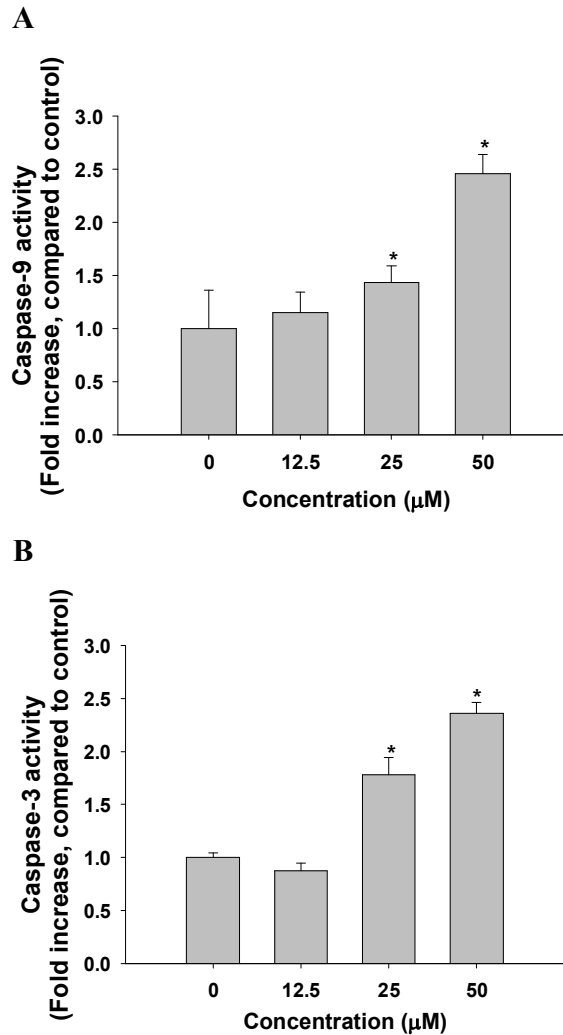 A
Caspase-9 activity
(Fold increase, compared to control)
3.0
2.5
2.0
1.5
1.0
0.5
0.0
*
*
0 12.5 25 50
Concentration (μM)
B
Caspase-3 activity
(Fold increase, compared to control)
3.0
2.5
2.0
1.5
1.0
0.5
0.0
*
*
0 12.5 25 50
Concentration (μM)